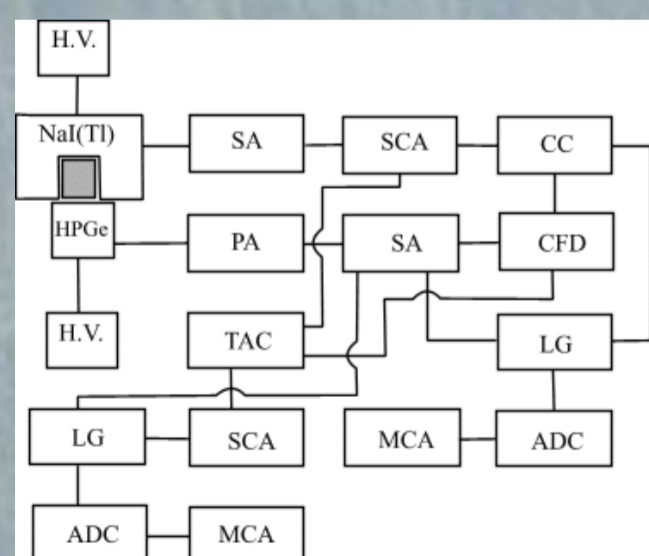 H.V.
NaI(Tl)
SA
SCA
CC
HPGe
PA
SA
CFD
H.V.
TAC
LG
LG
SCA
MCA
ADC
ADC
MCA